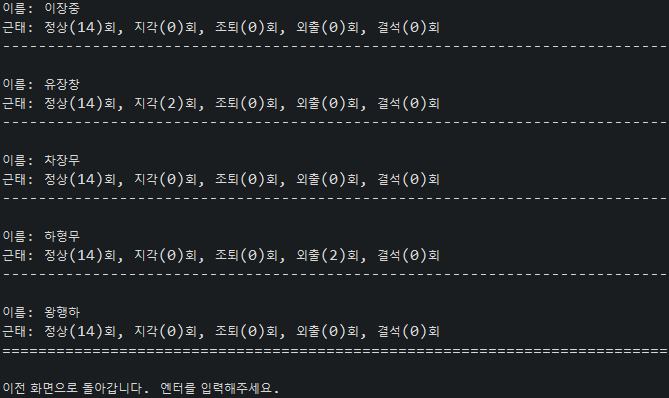 이름: 이장중
근태: 정상(14)회, 지각(0)회, 조퇴(0)회, 외출(0)회, 결석(0)회
--------------------------------------------------------------------------
이름: 유장창
근태: 정상(14)회, 지각(2)회, 조퇴(0)회, 외출(0)회, 결석(0)회
--------------------------------------------------------------------------
이름: 차장무
근태: 정상(14)회, 지각(0)회, 조퇴(0)회, 외출(0)회, 결석(0)회
--------------------------------------------------------------------------
이름: 하형무
근태: 정상(14)회, 지각(0)회, 조퇴(0)회, 외출(2)회, 결석(0)회
--------------------------------------------------------------------------
이름: 왕행하
근태: 정상(14)회, 지각(0)회, 조퇴(0)회, 외출(0)회, 결석(0)회
==========================================================================
이전 화면으로 돌아갑니다. 엔터를 입력해주세요.